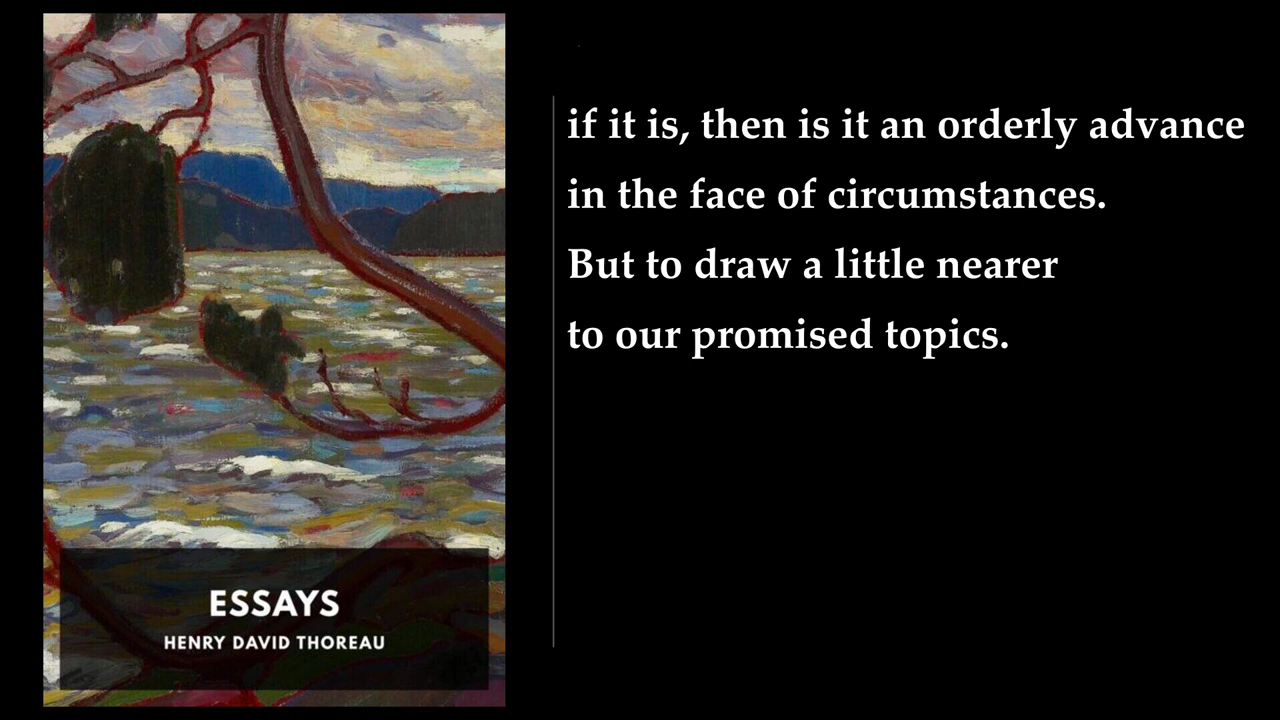 ESSAYS
HENRY DAVID THOREAU
if it is, then is it an orderly advance
in the face of circumstances.
But to draw a little nearer
to our promised topics.